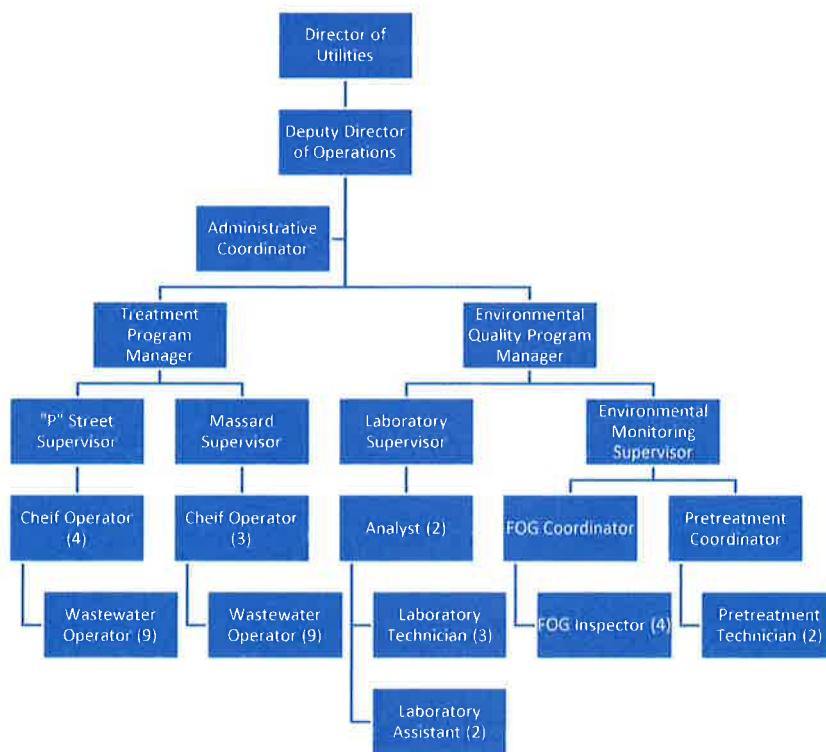 Director of
Utilities
Deputy Director
of Operations
Administrative
Coordinator
Treatment
Program
Manager
Environmental
Quality Program
Manager
"P" Street
Supervisor
Massard
Supervisor
Laboratory
Supervisor
Environmental
Monitoring
Supervisor
Cheif Operator
(4)
Cheif Operator
(3)
Analyst (2)
FOG Coordinator
Pretreatment
Coordinator
Wastewater
Operator (9)
Wastewater
Operator (9)
Laboratory
Technician (3)
FOG Inspector (4)
Pretreatment
Technician (2)
Laboratory
Assistant (2)